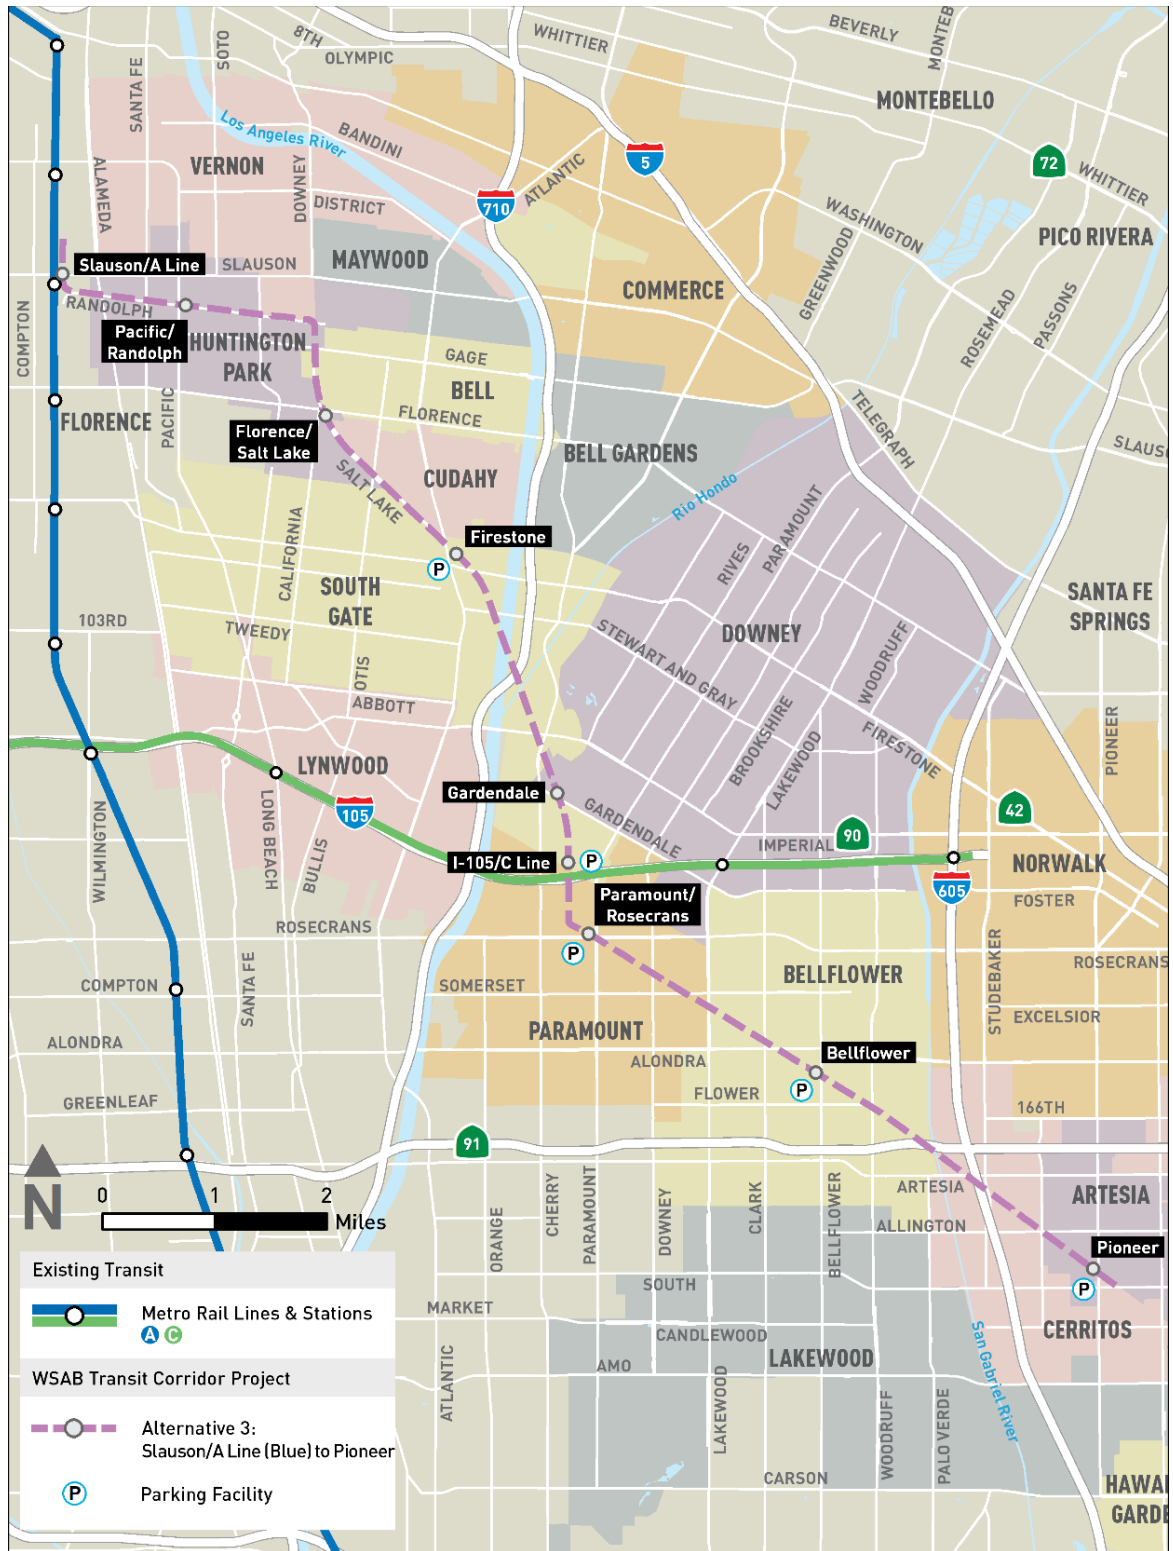 BEVERLY
MONTEB
WHITTIER
8TH
OLYMPIC
SOTO
SANTA FE
MONTEBELLO
Los Angeles River
BANDINI
VERNON
ALAMEDA
DOWNEY
DISTRICT
ATLANTIC
5
710
72
WHITTIER
WASHINGTON
GREENWOOD
PICO RIVERA
MAYWOOD
SLAUSON
Slauson/A Line
COMMERCE
RANDOLPH
COMPTON
ROSEMEAD
PASSONS
Pacific/
Randolph
HUNTINGTON
PARK
GAGE
BELL
FLORENCE
PACIFIC
FLORENCE
TELEGRAPH
Florence/
Salt Lake
BELL GARDENS
SLAUS
CUDAHY
SALT LAKE
Rio Hondo
PARAMOUNT
RIVES
Firestone
P
CALIFORNIA
SOUTH
GATE
SANTA FE
SPRINGS
103RD
TWEEDY
STEWART AND GRAY
DOWNEY
WOODRUFF
OTIS
ABBOTT
BROOKSHIRE
LAKEWOOD
FIRESTONE
PIONEER
LYNWOOD
Gardendale
GARDENDALE
105
LONG BEACH
BULLIS
WILMINGTON
42
90
IMPERIAL
I-105/C Line
P
NORWALK
605
FOSTER
Paramount/
Rosecrans
P
ROSECRANS
STUDEBAKER
ROSECRANS
SANTA FE
COMPTON
SOMERSET
BELLFLOWER
EXCELSIOR
PARAMOUNT
ALONDRA
ALONDRA
Bellflower
P
FLOWER
GREENLEAF
166TH
91
N
0 1 2
Miles
CHERRY
PARAMOUNT
ORANGE
DOWNEY
CLARK
BELLFLOWER
ARTESIA
ALLINGTON
ARTESIA
Pioneer
P
SOUTH
MARKET
CANDLEWOOD
San Gabriel River
CERRITOS
LAKEWOOD
AMO
ATLANTIC
LAKEWOOD
WOODRUFF
PALO VERDE
CARSON
HAWAI
GARDE
Existing Transit
Metro Rail Lines & Stations
A C
WSAB Transit Corridor Project
Alternative 3:
Slauson/A Line (Blue) to Pioneer
P Parking Facility